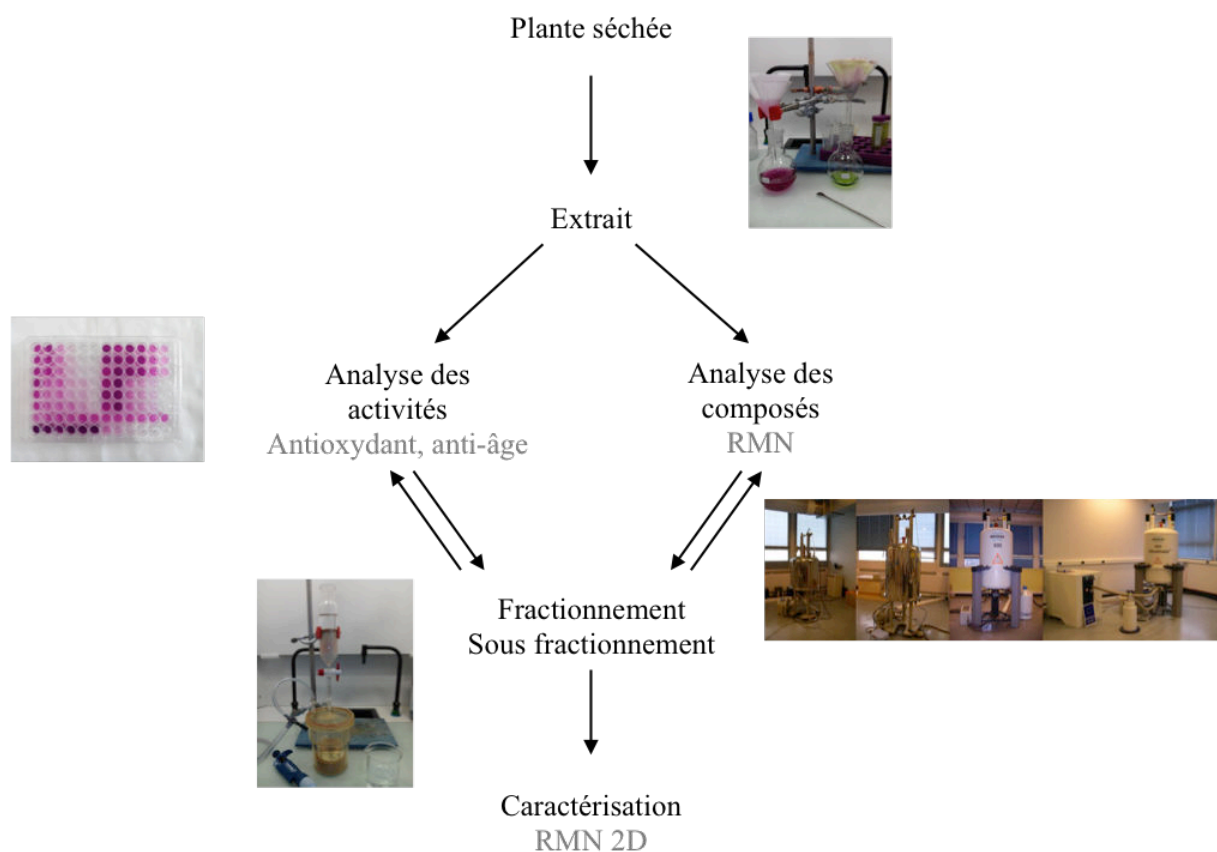 Plante séchée
Extrait
Analyse des
activités
Antioxydant, anti-âge
Analyse des
composés
RMN
Fractionnement
Sous fractionnement
Caractérisation
RMN 2D